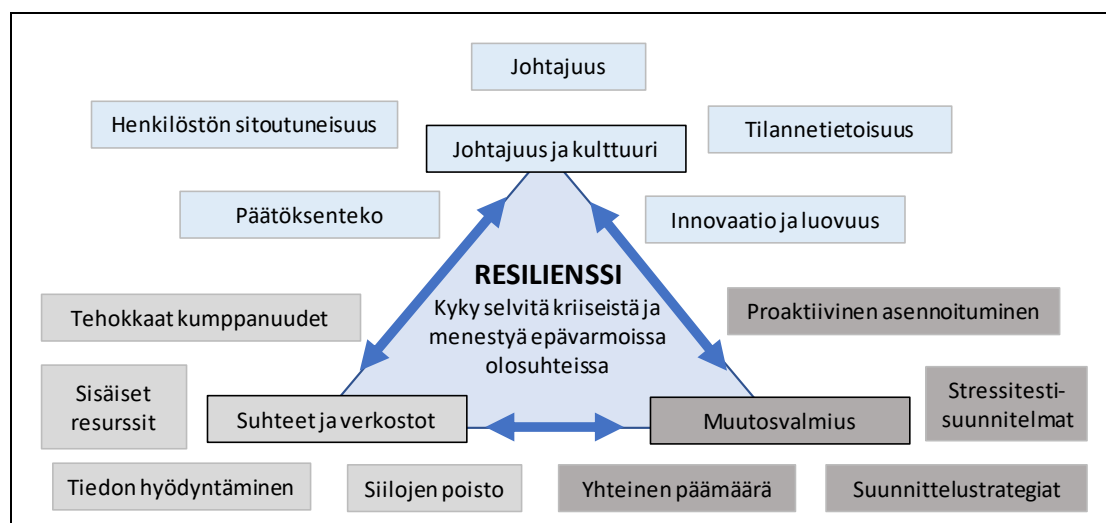 Johtajuus
Henkilöstön sitoutuneisuus
Tilannetietoisuus
Johtajuus ja kulttuuri
Päätöksenteko
Innovaatio ja luovuus
RESILIENSSI
Kyky selvitä kriiseistä ja
menestyä epävarmoissa
olosuhteissa
Tehokkaat kumppanuudet
Proaktiivinen asennoituminen
Sisäiset
resurssit
Suhteet ja verkostot
Muutosvalmius
Stressitesti-
suunnitelmat
Tiedon hyödyntäminen
Siilojen poisto
Yhteinen päämäärä
Suunnittelustrategiat